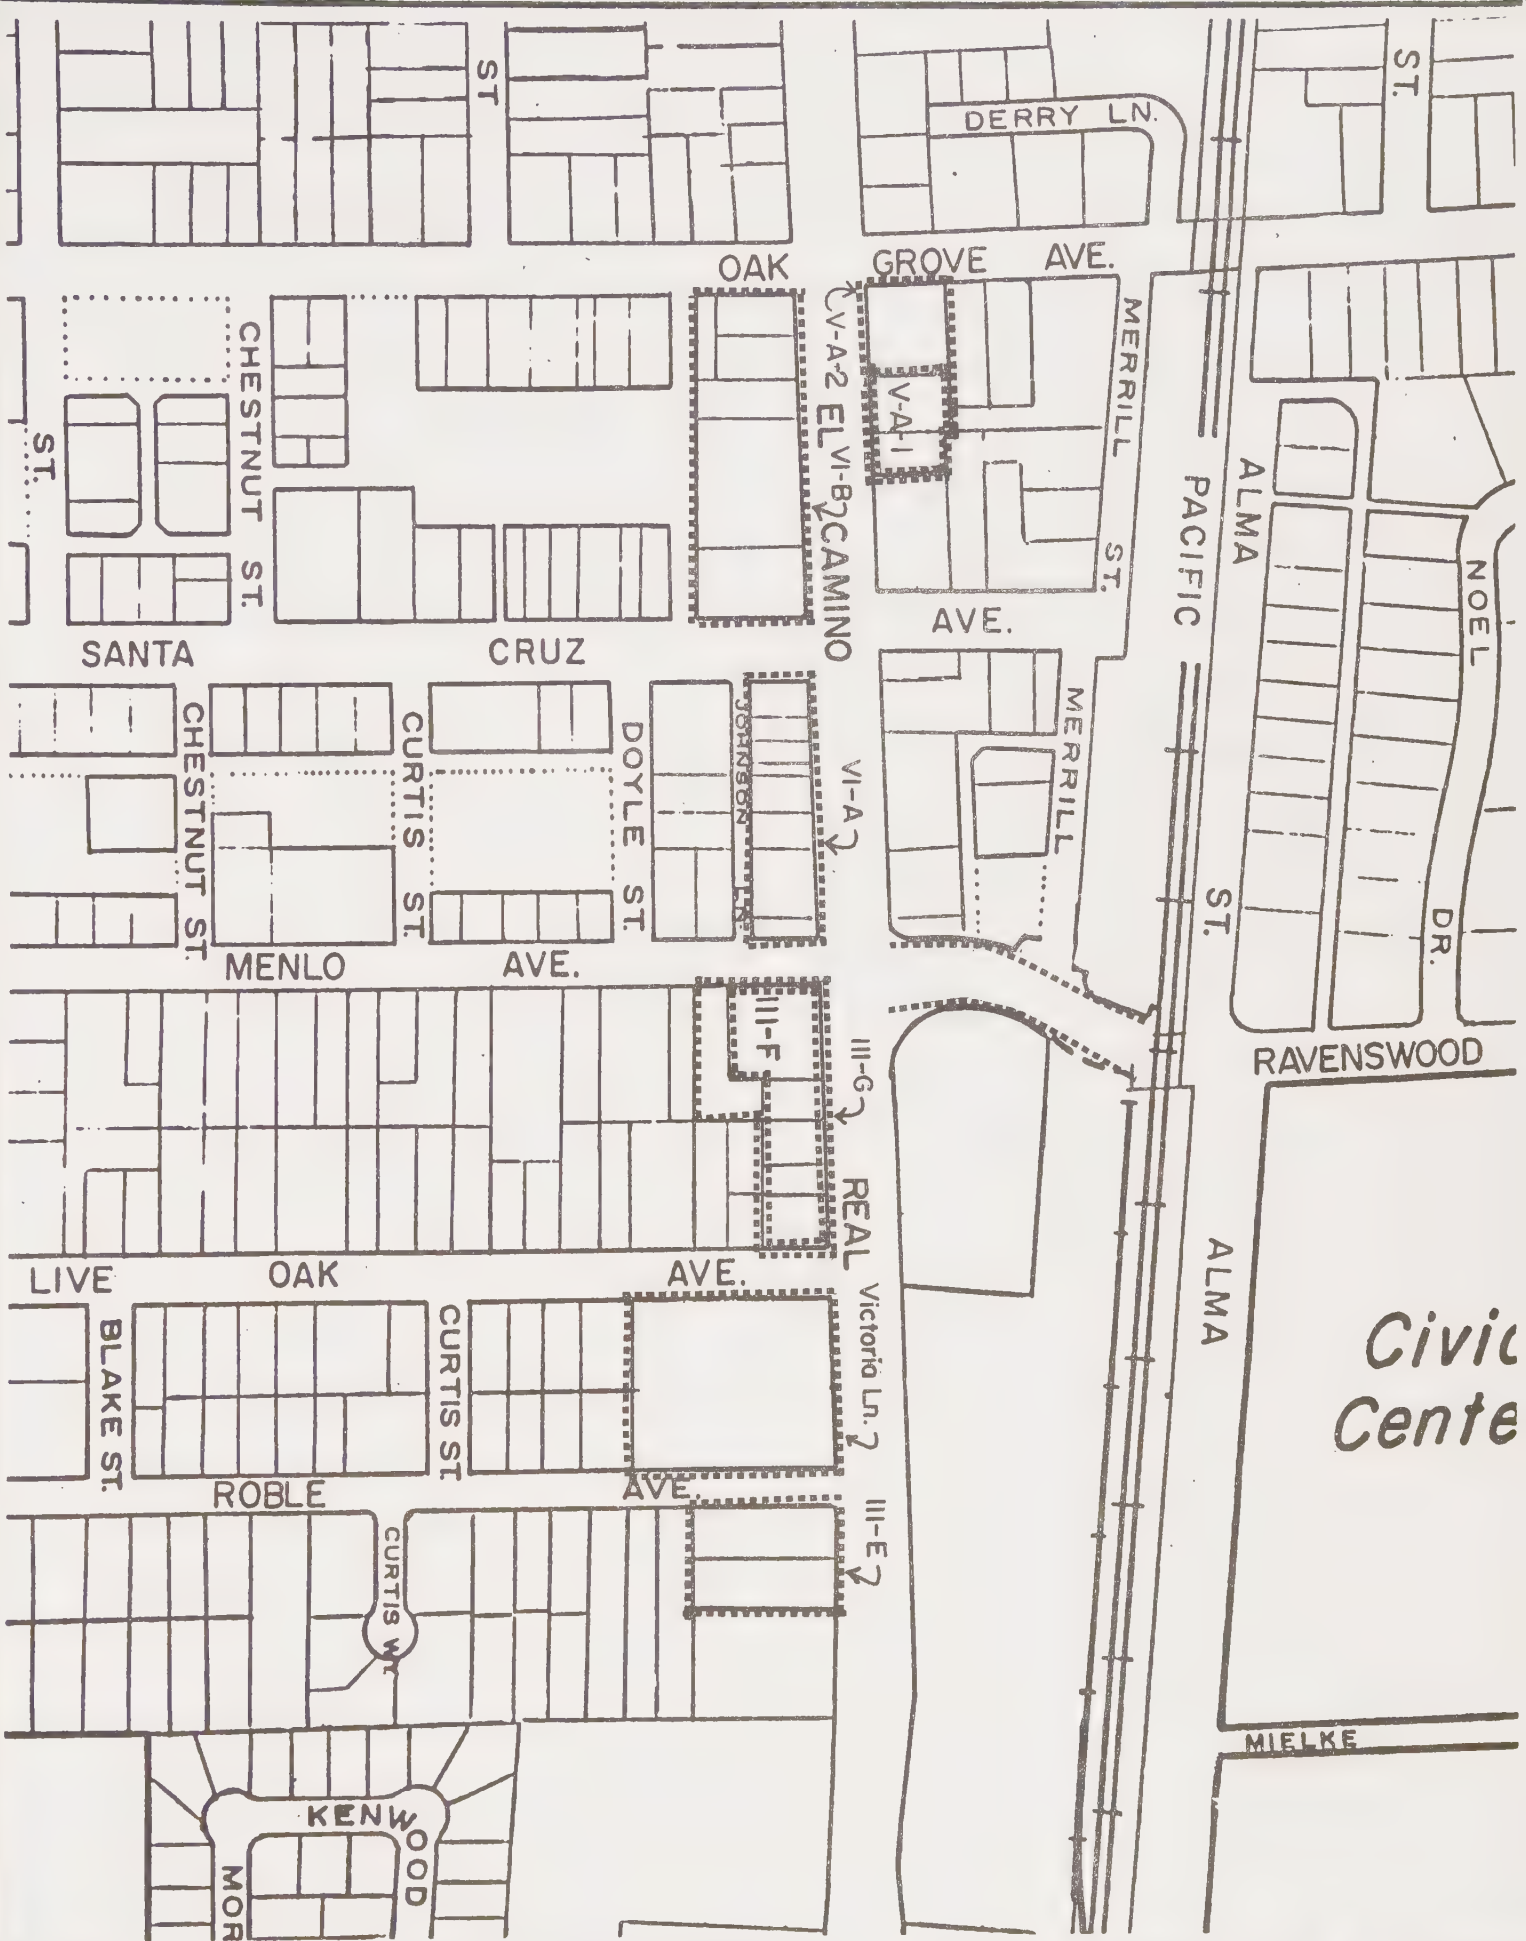 ST
ST.
DERRY LN.
OAK GROVE AVE.
V-A-2
V-A-1
MERRILL ST.
CHESTNUT ST.
ST.
EL CAMINO REAL
VI-B
PACIFIC
ALMA ST.
NOEL DR.
SANTA CRUZ AVE.
CHESTNUT ST.
CURTIS ST.
DOYLE ST.
JOHNSON LN.
VI-A
MERRILL
MENLO AVE.
RAVENSWOOD
III-F
III-G
LIVE OAK AVE.
ALMA
Victoria Ln.
Civic
Cente
BLAKE ST.
CURTIS ST.
ROBLE AVE.
III-E
CURTIS WY
MIELKE
KENWOOD
MOR